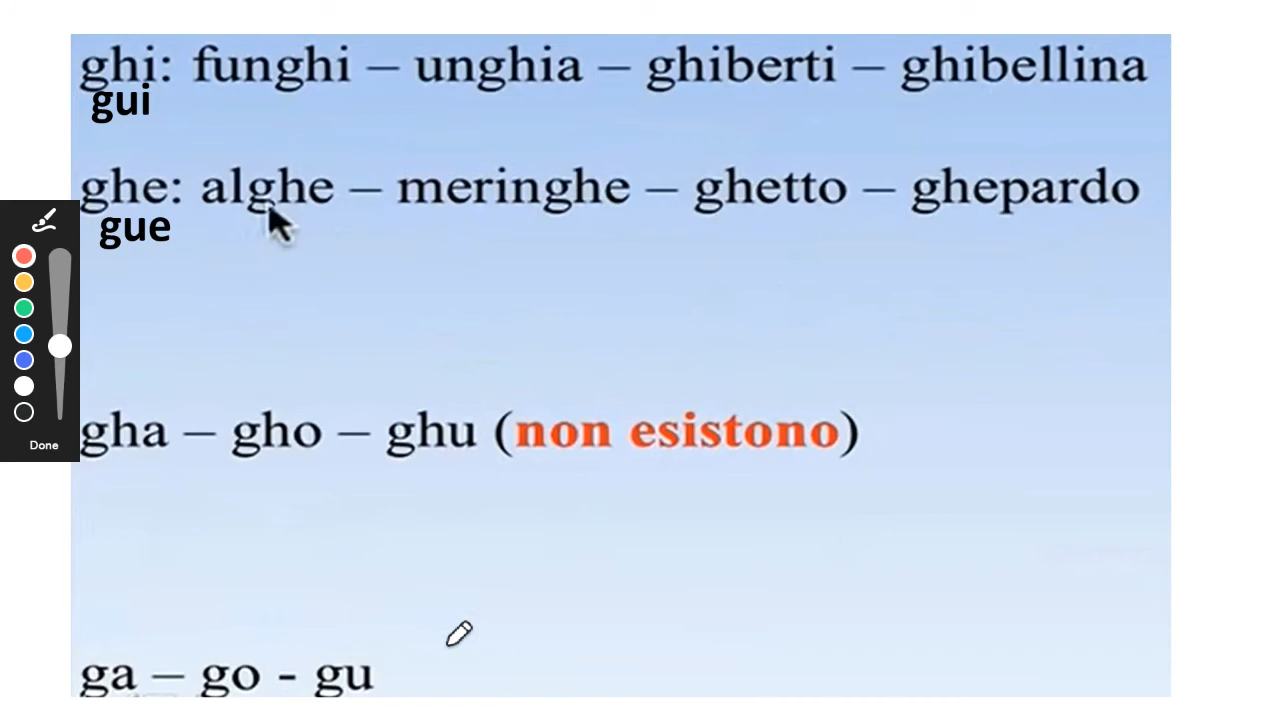 ghi: funghi – unghia – ghiberti – ghibellina
gui
ghe: alghe – meringhe – ghetto – ghepardo
gue
gha – gho – ghu (non esistono)
Done
ga – go - gu